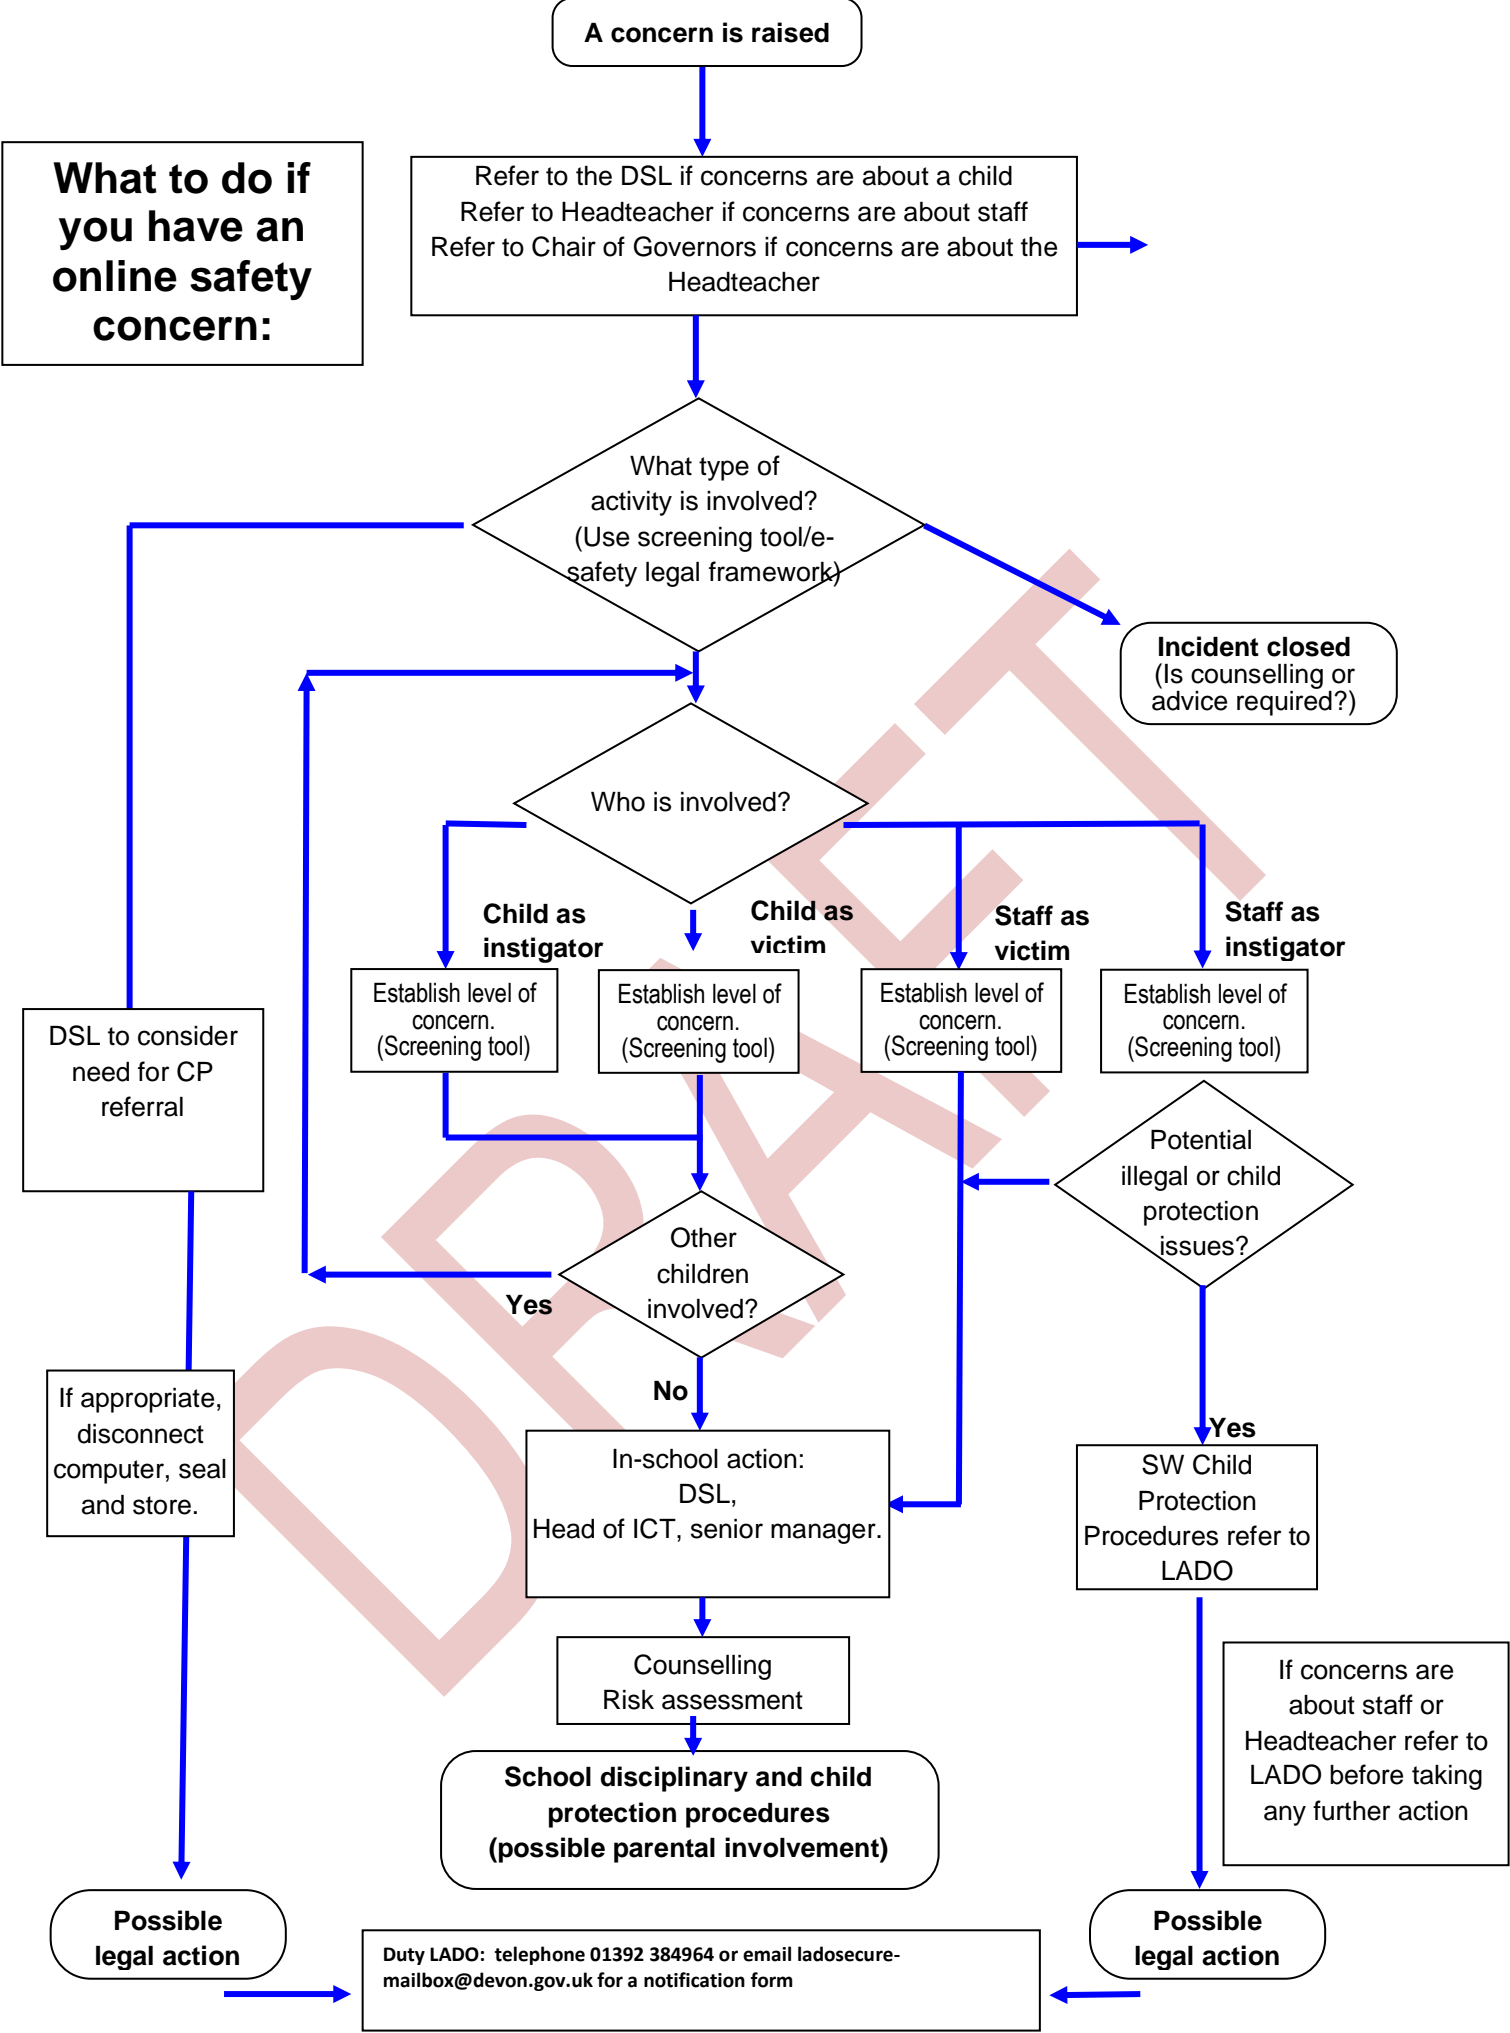 A concern is raised
What to do if
you have an
online safety
concern:
Refer to the DSL if concerns are about a child
Refer to Headteacher if concerns are about staff
Refer to Chair of Governors if concerns are about the
Headteacher
What type of
activity is involved?
(Use screening tool/e-
safety legal framework)
Incident closed
(Is counselling or
advice required?)
Who is involved?
Child as
instigator
Child as
victim
Staff as
victim
Staff as
instigator
Establish level of
concern.
(Screening tool)
Establish level of
concern.
(Screening tool)
Establish level of
concern.
(Screening tool)
Establish level of
concern.
(Screening tool)
DSL to consider
need for CP
referral
Potential
illegal or child
protection
issues?
Other
children
involved?
Yes
No
If appropriate,
disconnect
computer, seal
and store.
In-school action:
DSL,
Head of ICT, senior manager.
Yes
SW Child
Protection
Procedures refer to
LADO
Counselling
Risk assessment
If concerns are
about staff or
Headteacher refer to
LADO before taking
any further action
School disciplinary and child
protection procedures
(possible parental involvement)
Possible
legal action
Possible
legal action
Duty LADO: telephone 01392 384964 or email ladosecure-
mailbox@devon.gov.uk for a notification form
DRAFT